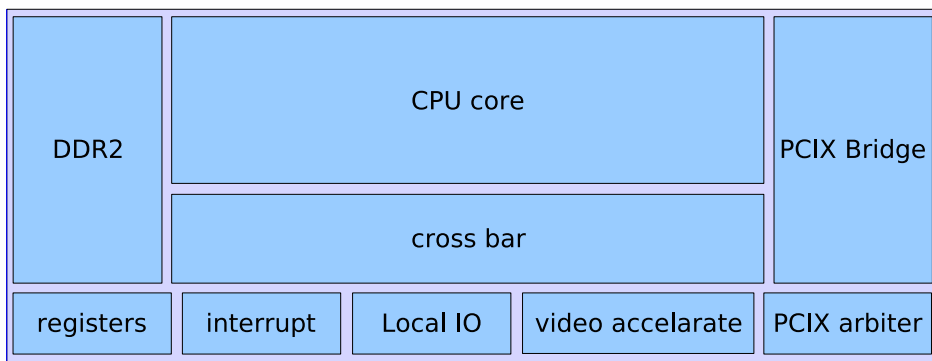 CPU core
DDR2
PCIX Bridge
cross bar
registers
interrupt
Local IO
video accelarate
PCIX arbiter